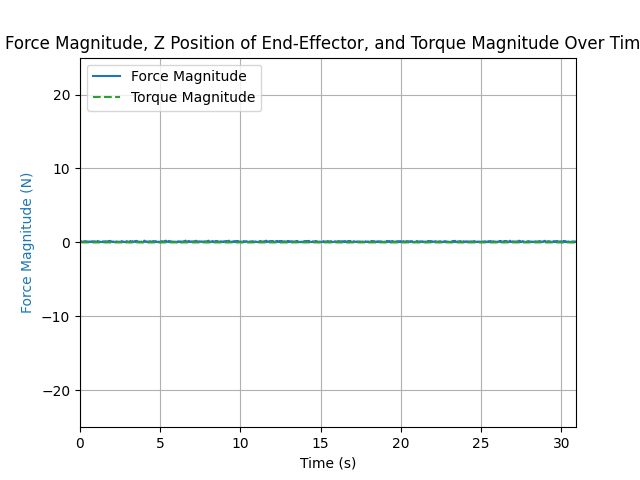 Force Magnitude, Z Position of End-Effector, and Torque Magnitude Over Tim
Force Magnitude
Torque Magnitude
Force Magnitude (N)
20
10
0
−10
−20
0 5 10 15 20 25 30
Time (s)